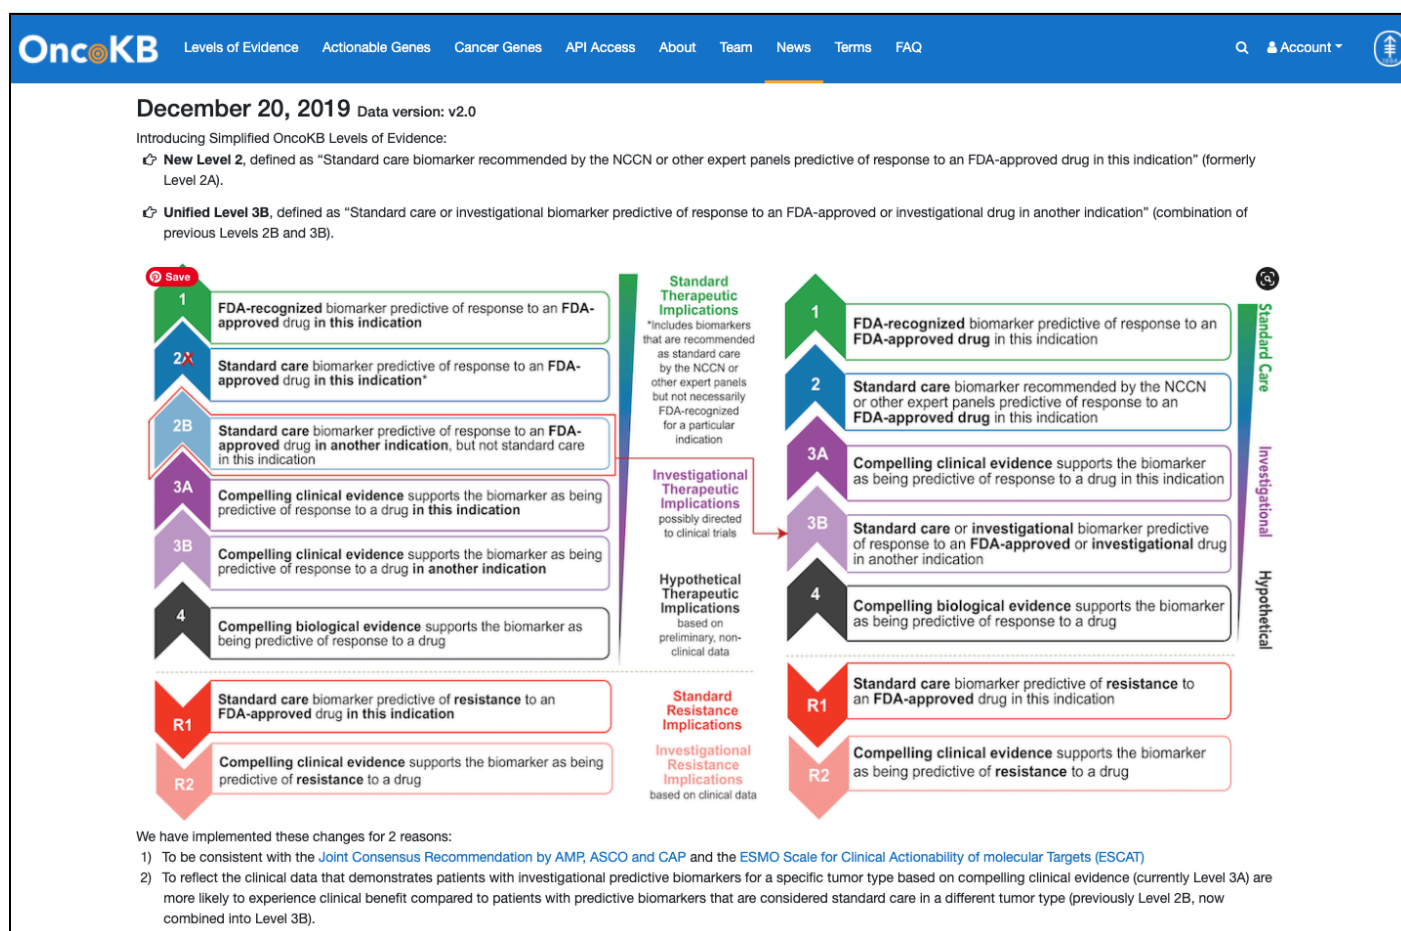 OncoKB
Levels of Evidence
Actionable Genes
Cancer Genes
API Access
About
Team
News
Terms
FAQ
Account
December 20, 2019 Data version: v2.0
Introducing Simplified OncoKB Levels of Evidence:
New Level 2, defined as “Standard care biomarker recommended by the NCCN or other expert panels predictive of response to an FDA-approved drug in this indication” (formerly
Level 2A).
Unified Level 3B, defined as “Standard care or investigational biomarker predictive of response to an FDA-approved or investigational drug in another indication” (combination of
previous Levels 2B and 3B).
Save
1
FDA-recognized biomarker predictive of response to an FDA-
approved drug in this indication
2A
Standard care biomarker predictive of response to an FDA-
approved drug in this indication*
2B
Standard care biomarker predictive of response to an FDA-
approved drug in another indication, but not standard care
in this indication
3A
Compelling clinical evidence supports the biomarker as being
predictive of response to a drug in this indication
3B
Compelling clinical evidence supports the biomarker as being
predictive of response to a drug in another indication
4
Compelling biological evidence supports the biomarker as
being predictive of response to a drug
R1
Standard care biomarker predictive of resistance to an
FDA-approved drug in this indication
R2
Compelling clinical evidence supports the biomarker as being
predictive of resistance to a drug
Standard
Therapeutic
Implications
*Includes biomarkers
that are recommended
as standard care
by the NCCN or
other expert panels
but not necessarily
FDA-recognized
for a particular
indication
Investigational
Therapeutic
Implications
possibly directed
to clinical trials
Hypothetical
Therapeutic
Implications
based on
preliminary, non-
clinical data
Standard
Resistance
Implications
Investigational
Resistance
Implications
based on clinical data
1
FDA-recognized biomarker predictive of response to an
FDA-approved drug in this indication
2
Standard care biomarker recommended by the NCCN
or other expert panels predictive of response to an
FDA-approved drug in this indication
3A
Compelling clinical evidence supports the biomarker
as being predictive of response to a drug in this indication
3B
Standard care or investigational biomarker predictive
of response to an FDA-approved or investigational drug
in another indication
4
Compelling biological evidence supports the biomarker
as being predictive of response to a drug
R1
Standard care biomarker predictive of resistance to
an FDA-approved drug in this indication
R2
Compelling clinical evidence supports the biomarker
as being predictive of resistance to a drug
Standard Care
Investigational
Hypothetical
We have implemented these changes for 2 reasons:
1) To be consistent with the Joint Consensus Recommendation by AMP, ASCO and CAP and the ESMO Scale for Clinical Actionability of molecular Targets (ESCAT)
2) To reflect the clinical data that demonstrates patients with investigational predictive biomarkers for a specific tumor type based on compelling clinical evidence (currently Level 3A) are
more likely to experience clinical benefit compared to patients with predictive biomarkers that are considered standard care in a different tumor type (previously Level 2B, now
combined into Level 3B).